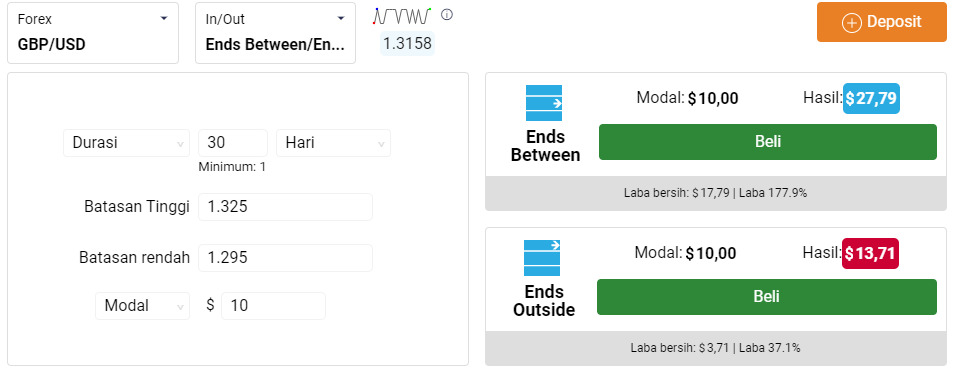 Forex
GBP/USD
In/Out
Ends Between/En...
1.3158
Deposit
Durasi
30
Hari
Minimum: 1
Batasan Tinggi
1.325
Batasan rendah
1.295
Modal
$
10
Ends
Between
Modal: $10,00
Hasil: $27,79
Beli
Laba bersih: $17,79 | Laba 177.9%
Ends
Outside
Modal: $10,00
Hasil: $13,71
Beli
Laba bersih: $3,71 | Laba 37.1%